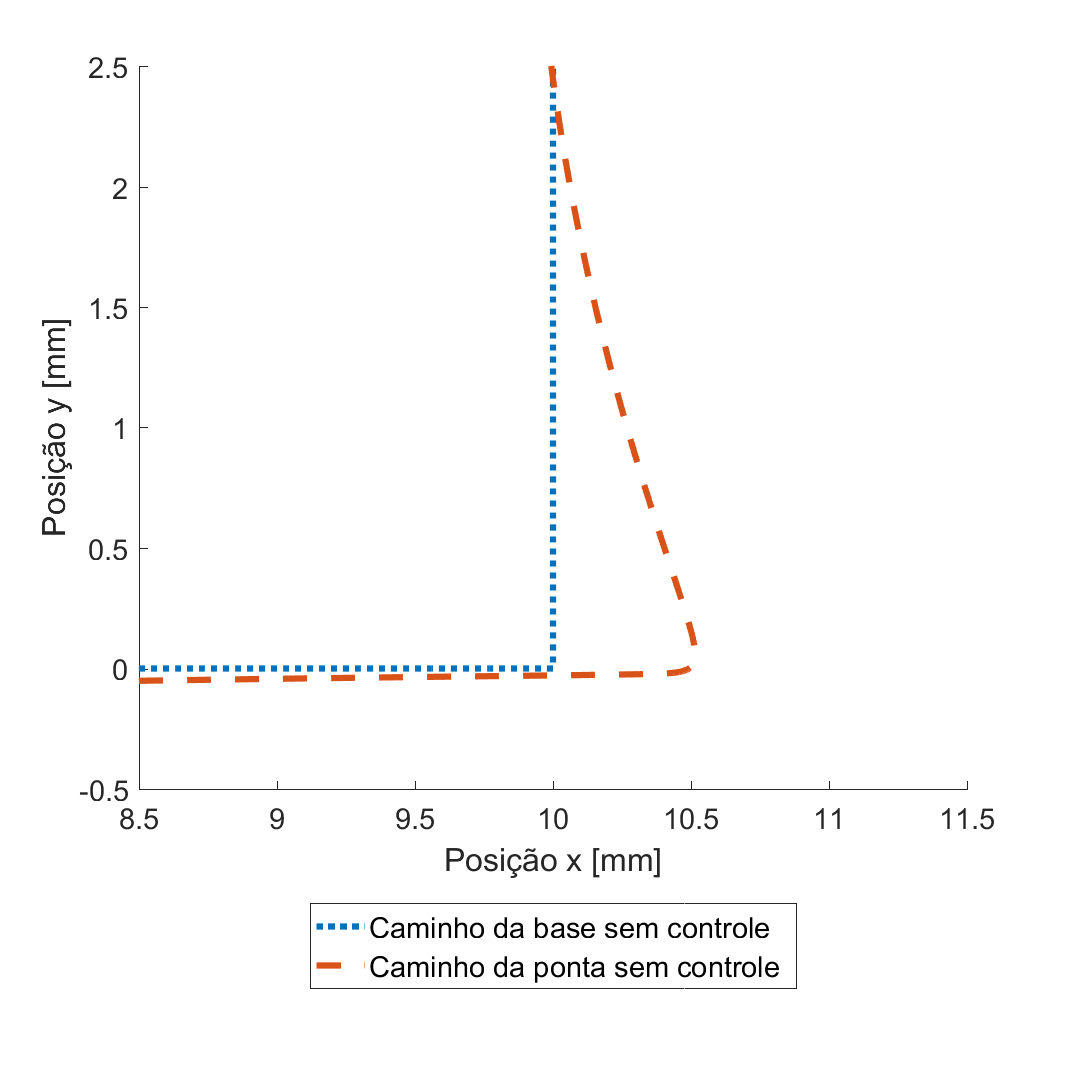 2.5
2
1.5
1
0.5
0
-0.5
Posição y [mm]
8.5 9 9.5 10 10.5 11 11.5
Posição x [mm]
Caminho da base sem controle
Caminho da ponta sem controle